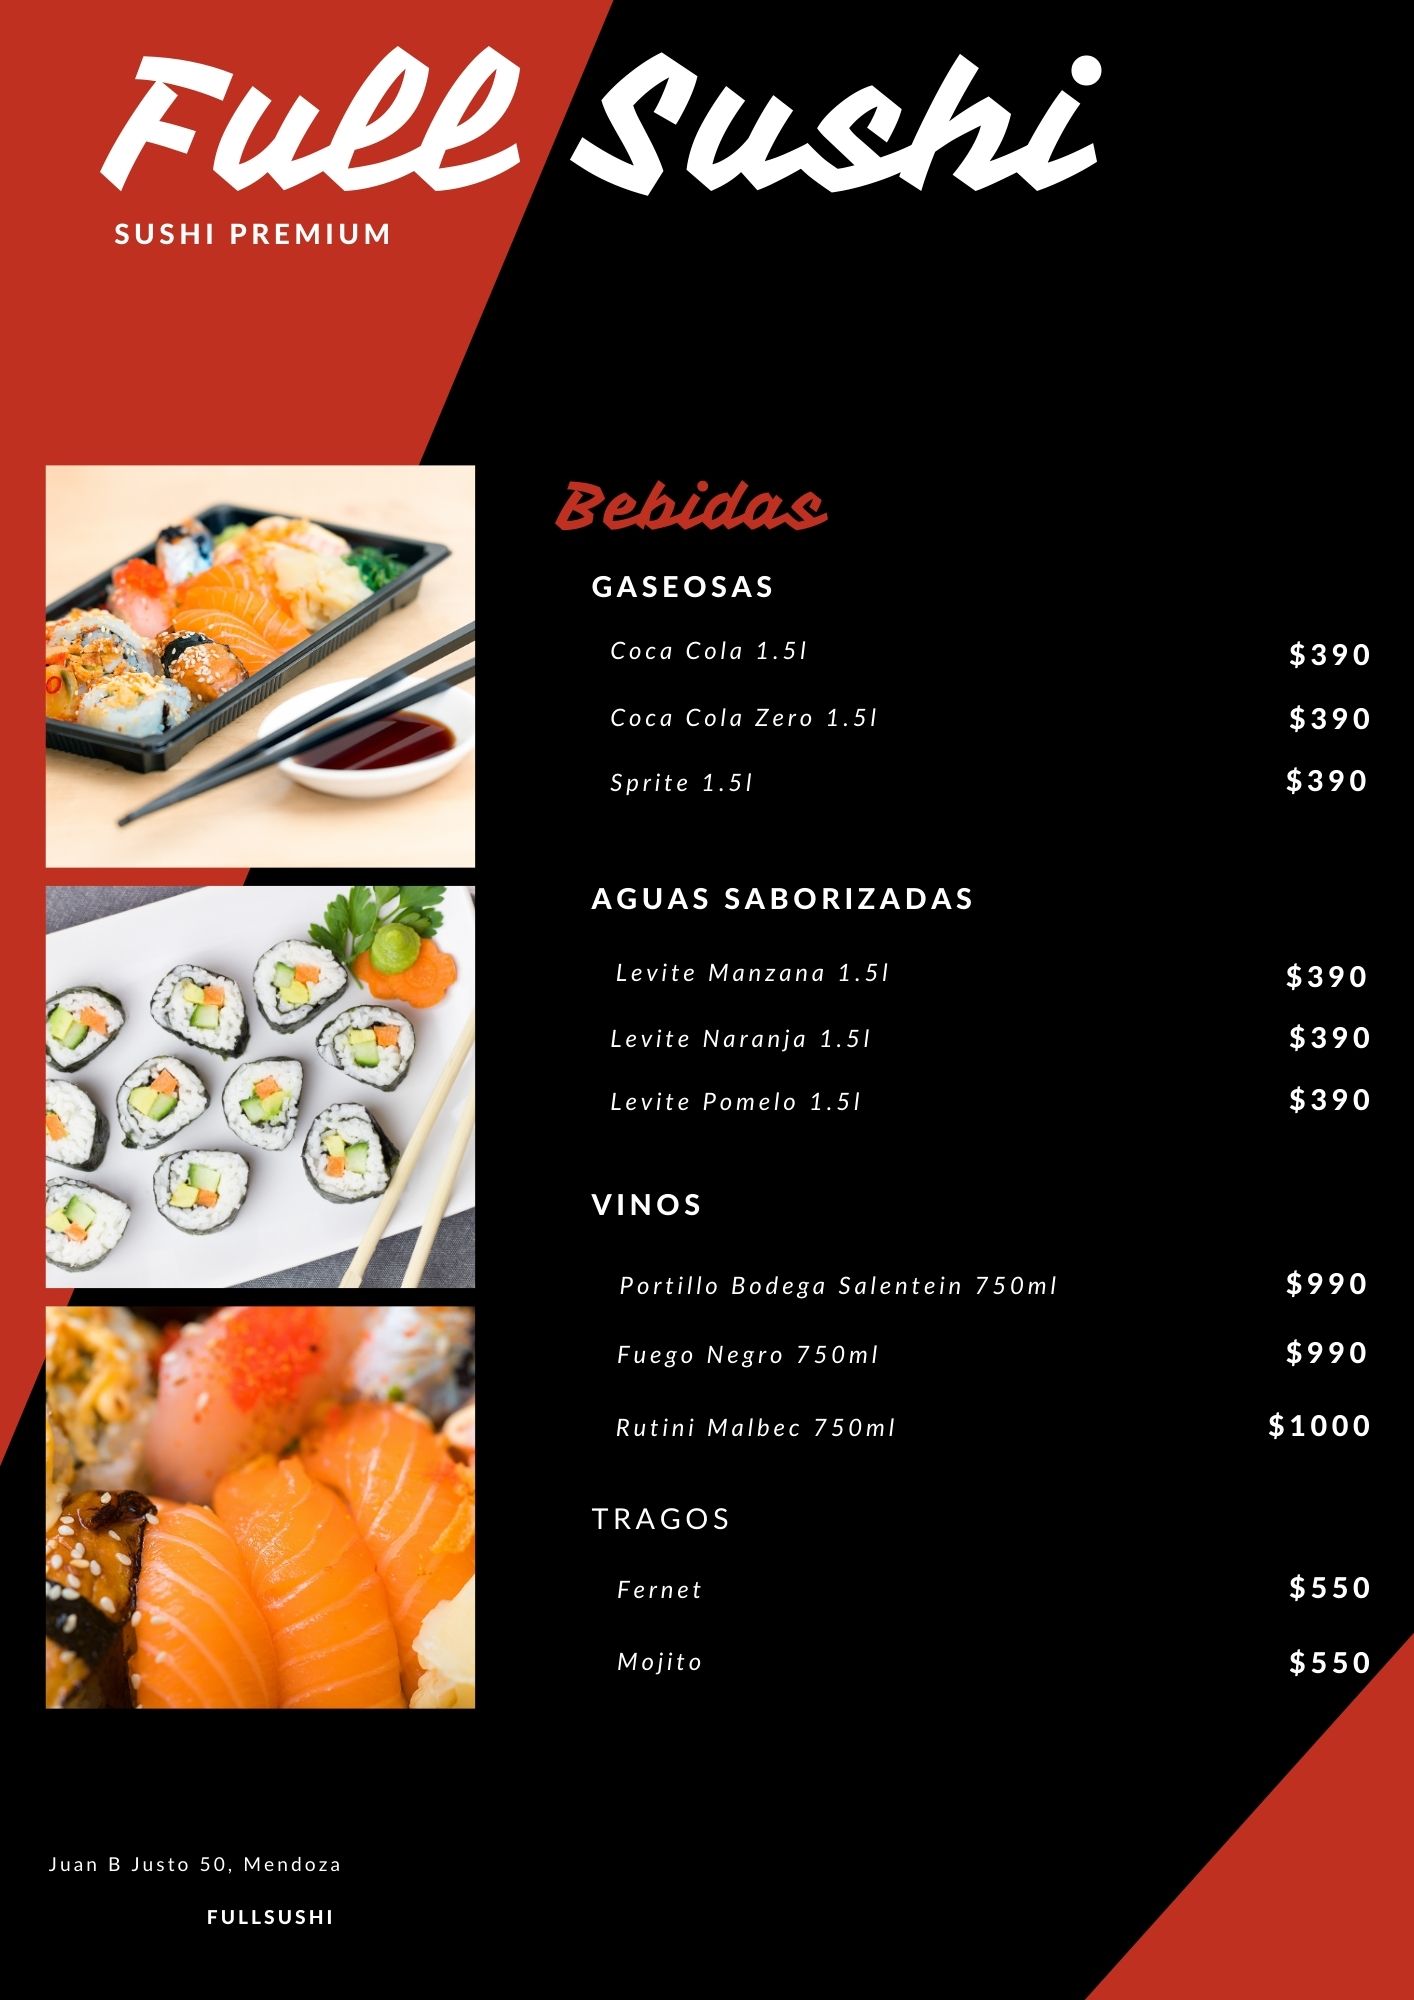 Full Sushi
SUSHI PREMIUM
Bebidas
GASEOSAS
Coca Cola 1.5l $390
Coca Cola Zero 1.5l $390
Sprite 1.5l $390
AGUAS SABORIZADAS
Levite Manzana 1.5l $390
Levite Naranja 1.5l $390
Levite Pomelo 1.5l $390
VINOS
Portillo Bodega Salentein 750ml $990
Fuego Negro 750ml $990
Rutini Malbec 750ml $1000
TRAGOS
Fernet $550
Mojito $550
Juan B Justo 50, Mendoza
FULLSUSHI